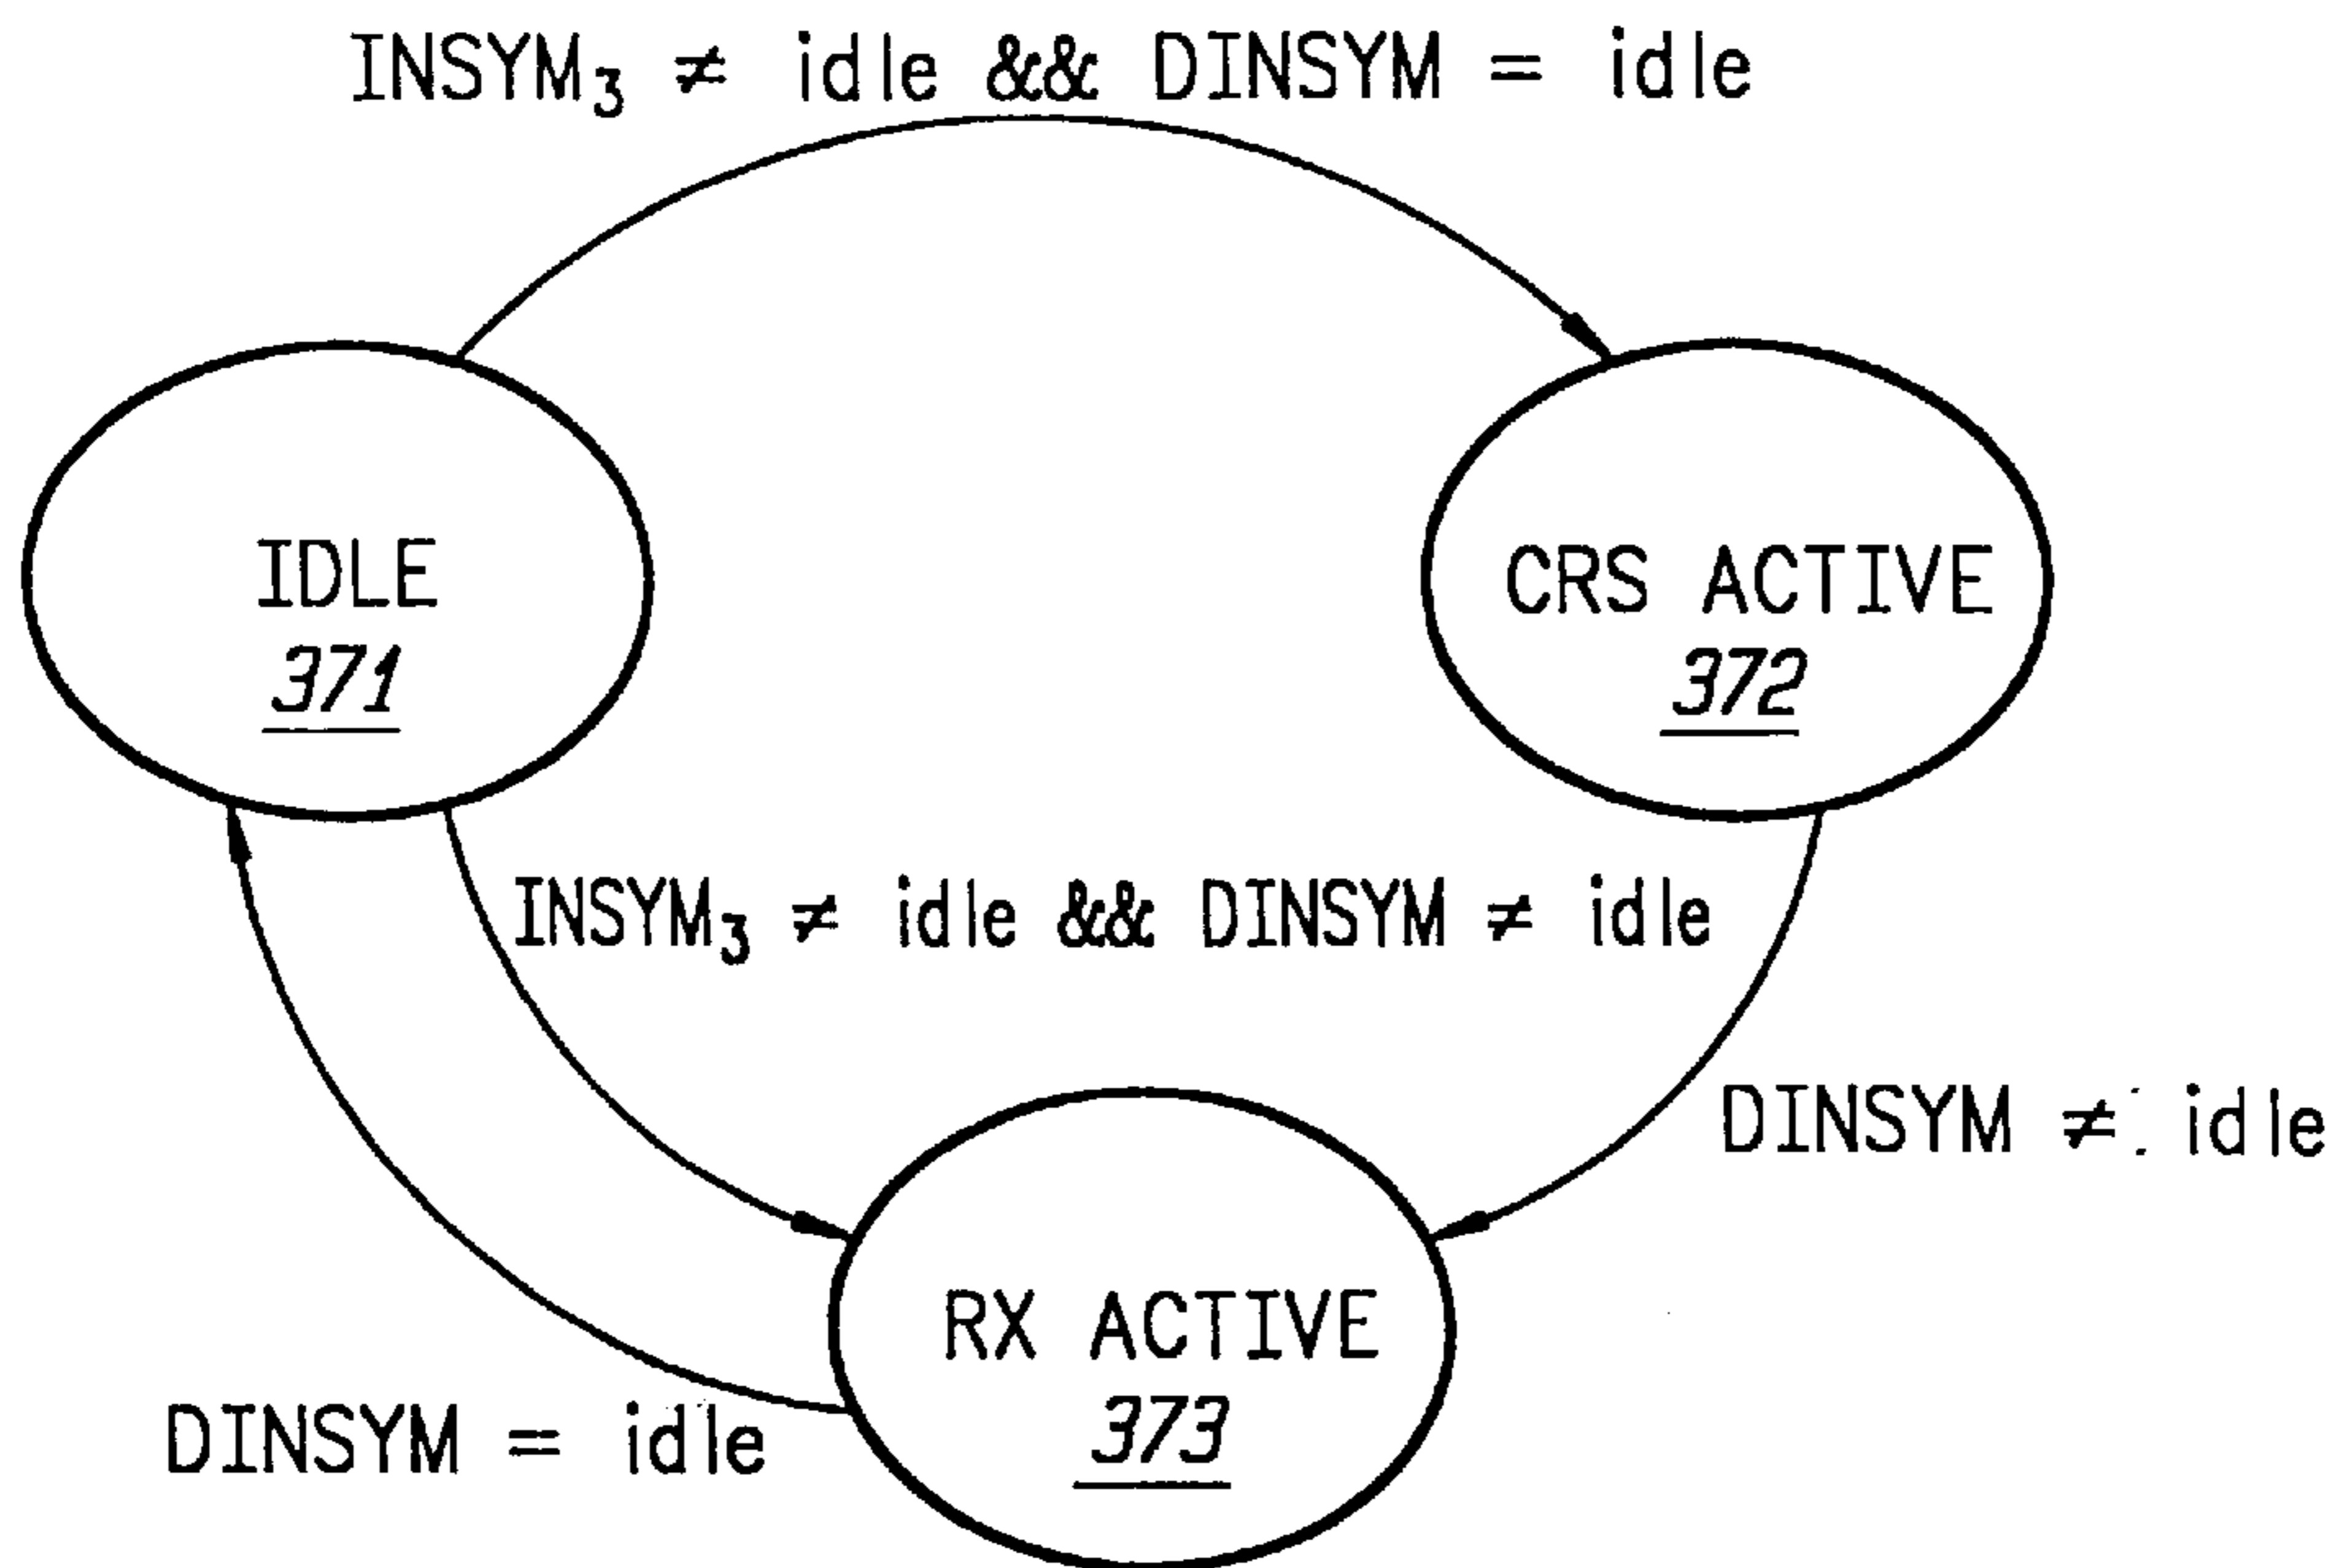 INSYM₃ ≠ idle && DINSYM = idle
IDLE
371
CRS ACTIVE
372
INSYM₃ ≠ idle && DINSYM ≠ idle
DINSYM ≠ idle
RX ACTIVE
373
DINSYM = idle